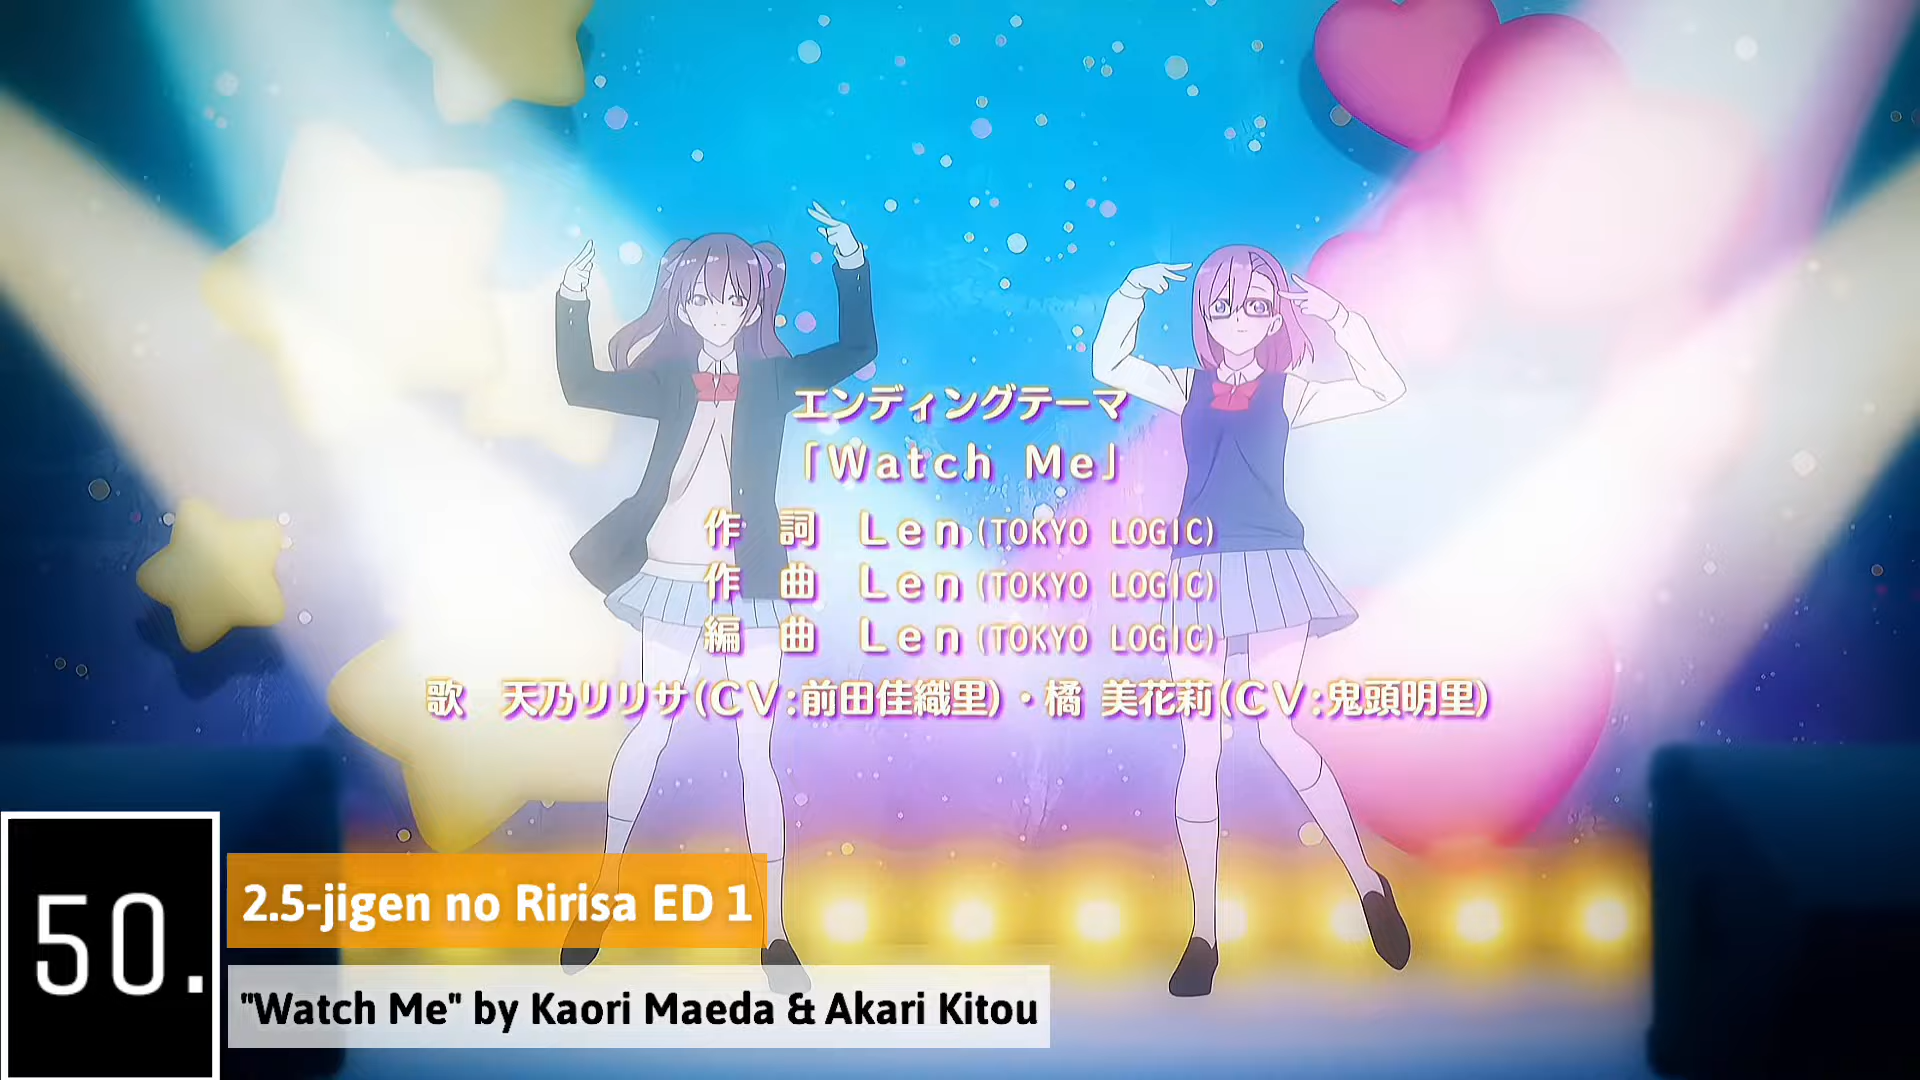 エンディングテーマ
「Watch Me」
作 詞 Len(TOKYO LOGIC)
作 曲 Len(TOKYO LOGIC)
編 曲 Len(TOKYO LOGIC)
歌 天乃リリサ(CV:前田佳織里)・橘 美花莉(CV:鬼頭明里)
50.
2.5-jigen no Ririsa ED 1
"Watch Me" by Kaori Maeda & Akari Kitou